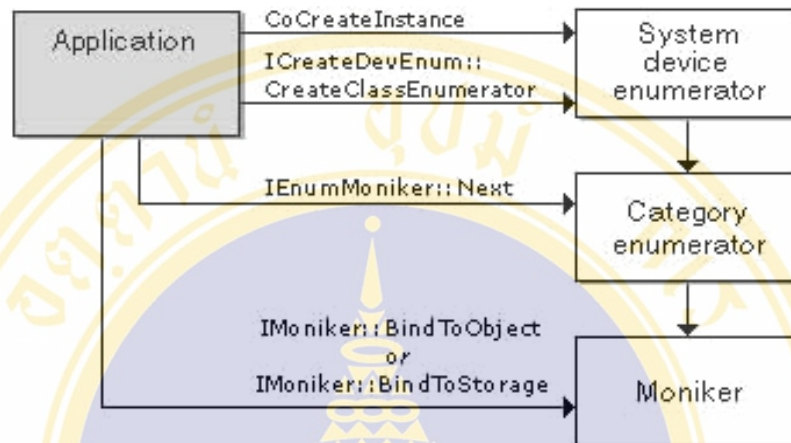 Application
CoCreateInstance
ICreateDevEnum::
CreateClassEnumerator
System
device
enumerator
IEnumMoniker::Next
Category
enumerator
IMoniker::BindToObject
or
IMoniker::BindToStorage
Moniker